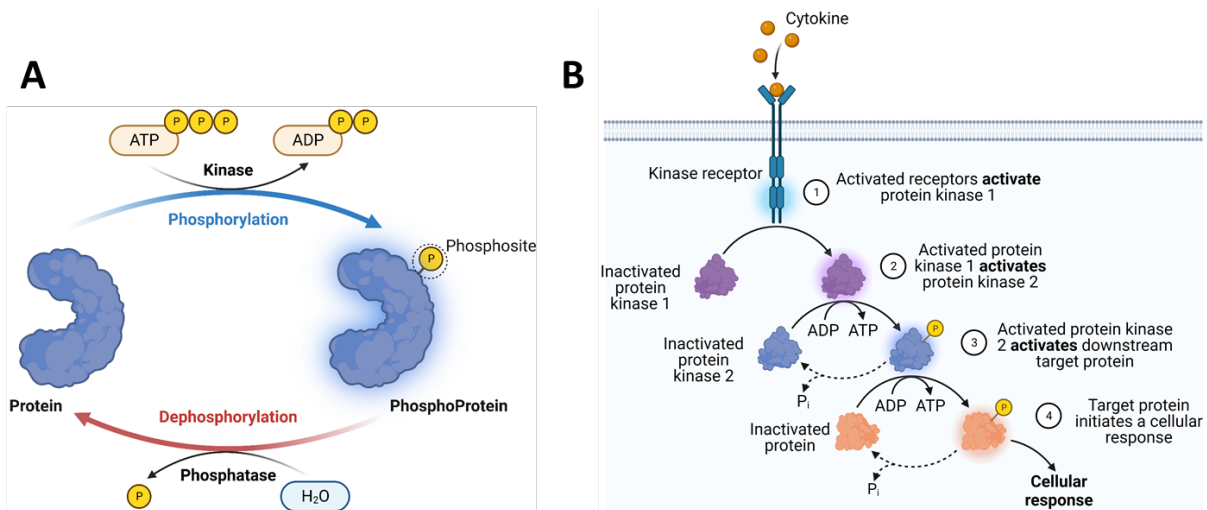 A
ATP
P P P
ADP
P P
Kinase
Phosphorylation
P
Phosphosite
Protein
PhosphoProtein
Dephosphorylation
Phosphatase
P
H₂O
B
Cytokine
Kinase receptor
1
Activated receptors activate
protein kinase 1
Inactivated
protein
kinase 1
2
Activated protein
kinase 1 activates
protein kinase 2
ADP ATP
P
Inactivated
protein
kinase 2
Pᵢ
3
Activated protein kinase
2 activates downstream
target protein
ADP ATP
P
Inactivated
protein
Pᵢ
4
Target protein
initiates a cellular
response
Cellular
response